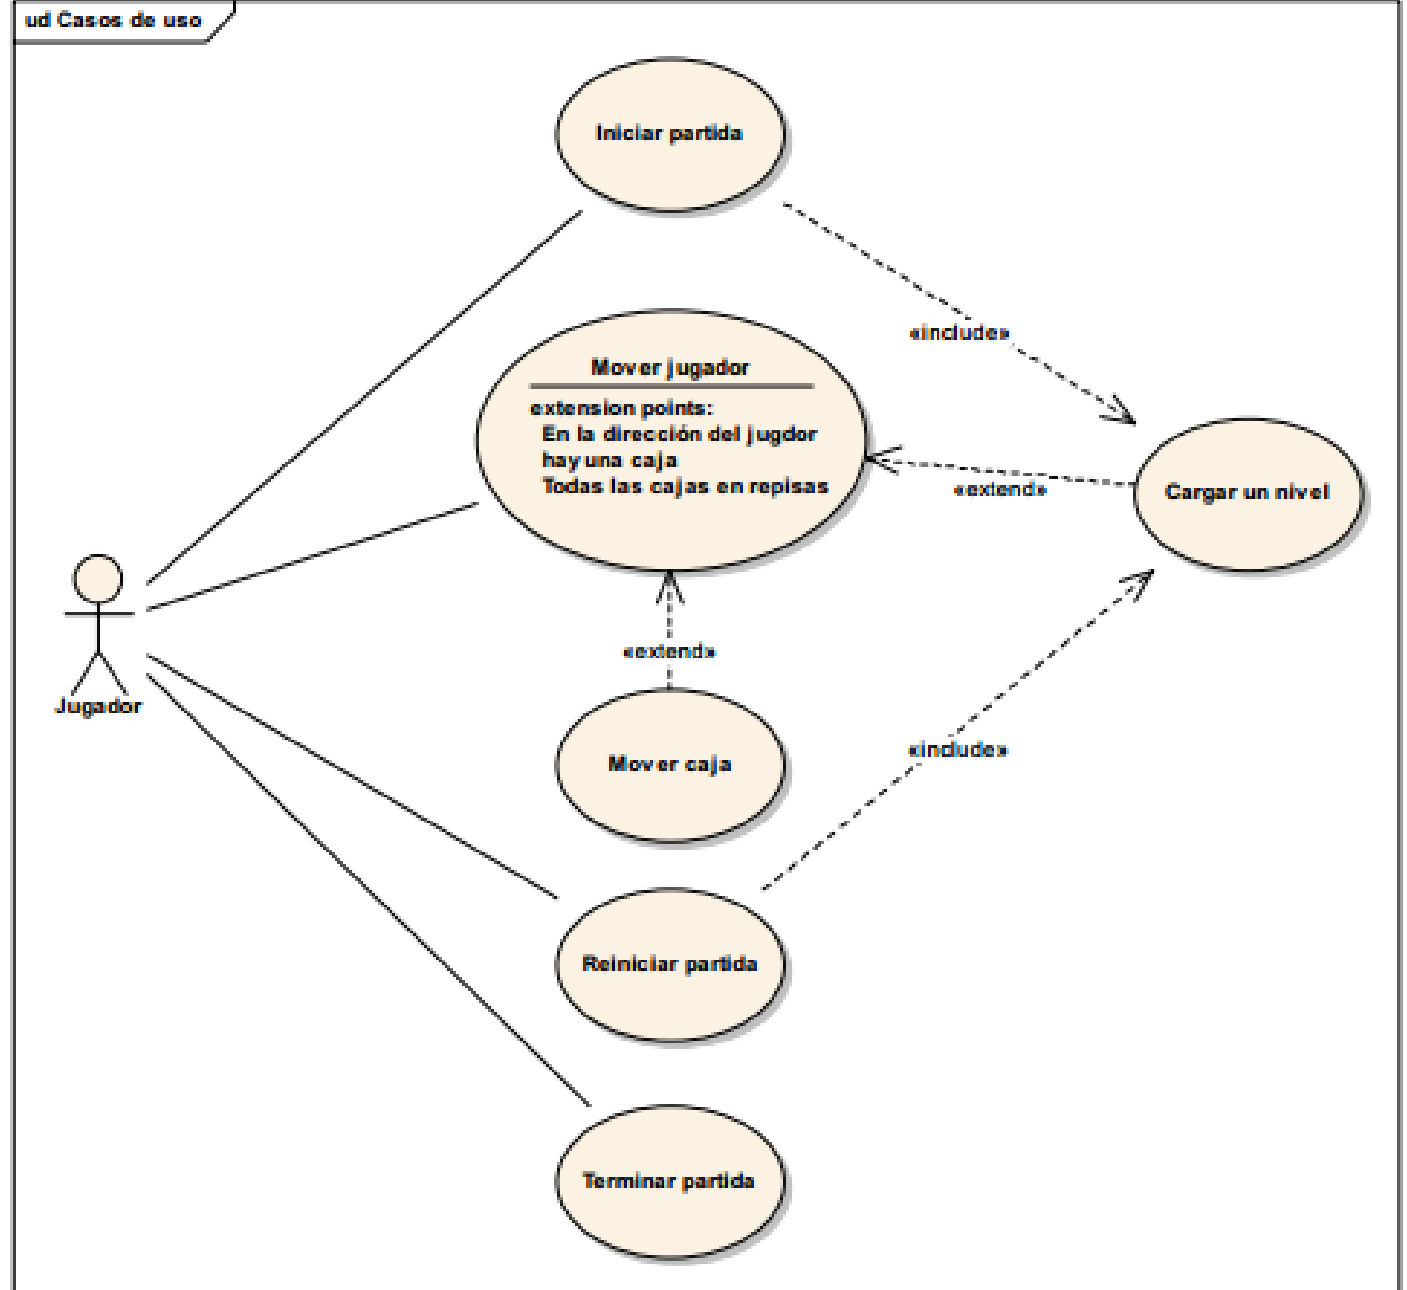 ud Casos de uso
Iniciar partida
«include»
Mover jugador
extension points:
En la dirección del jugdor
hay una caja
Todas las cajas en repisas
«extend»
Cargar un nivel
Jugador
«extend»
Mover caja
«include»
Reiniciar partida
Terminar partida